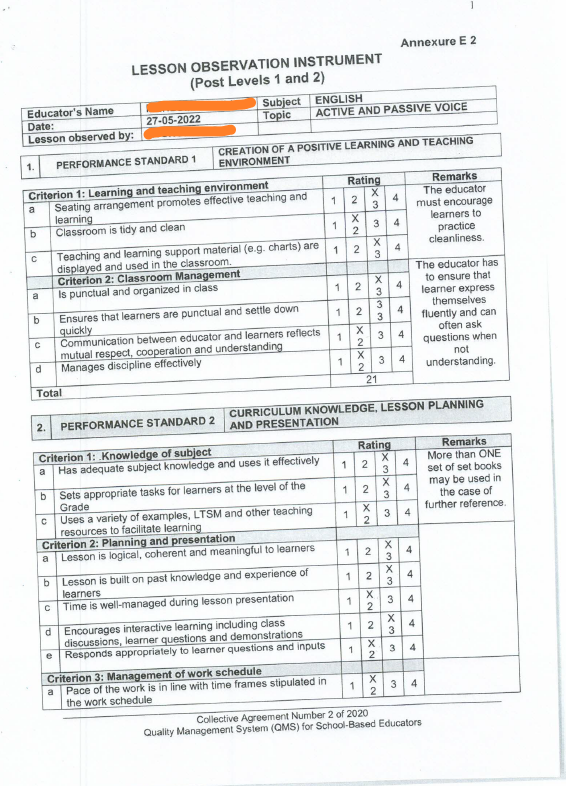 1
Annexure E 2
LESSON OBSERVATION INSTRUMENT
(Post Levels 1 and 2)
Educator's Name Subject ENGLISH
Date: 27-05-2022 Topic ACTIVE AND PASSIVE VOICE
Lesson observed by:
1. PERFORMANCE STANDARD 1 CREATION OF A POSITIVE LEARNING AND TEACHING
ENVIRONMENT
Criterion 1: Learning and teaching environment Rating Remarks
a Seating arrangement promotes effective teaching and
learning 1 2 X 3 4
b Classroom is tidy and clean 1 X 2 3 4
c Teaching and learning support material (e.g. charts) are
displayed and used in the classroom. 1 2 X 3 4
The educator
must encourage
learners to
practice
cleanliness.
Criterion 2: Classroom Management
a Is punctual and organized in class 1 2 X 3 4
b Ensures that learners are punctual and settle down
quickly 1 2 3 3 4
c Communication between educator and learners reflects
mutual respect, cooperation and understanding 1 X 2 3 4
d Manages discipline effectively 1 X 2 3 4
The educator has
to ensure that
learner express
themselves
fluently and can
often ask
questions when
not
understanding.
Total 21
2. PERFORMANCE STANDARD 2 CURRICULUM KNOWLEDGE, LESSON PLANNING
AND PRESENTATION
Criterion 1: .Knowledge of subject Rating Remarks
a Has adequate subject knowledge and uses it effectively 1 2 X 3 4
b Sets appropriate tasks for learners at the level of the
Grade 1 2 X 3 4
c Uses a variety of examples, LTSM and other teaching
resources to facilitate learning 1 X 2 3 4
More than ONE
set of set books
may be used in
the case of
further reference.
Criterion 2: Planning and presentation
a Lesson is logical, coherent and meaningful to learners 1 2 X 3 4
b Lesson is built on past knowledge and experience of
learners 1 2 X 3 4
c Time is well-managed during lesson presentation 1 X 2 3 4
d Encourages interactive learning including class
discussions, learner questions and demonstrations 1 2 X 3 4
e Responds appropriately to learner questions and inputs 1 X 2 3 4
Criterion 3: Management of work schedule
a Pace of the work is in line with time frames stipulated in
the work schedule 1 X 2 3 4
Collective Agreement Number 2 of 2020
Quality Management System (QMS) for School-Based Educators